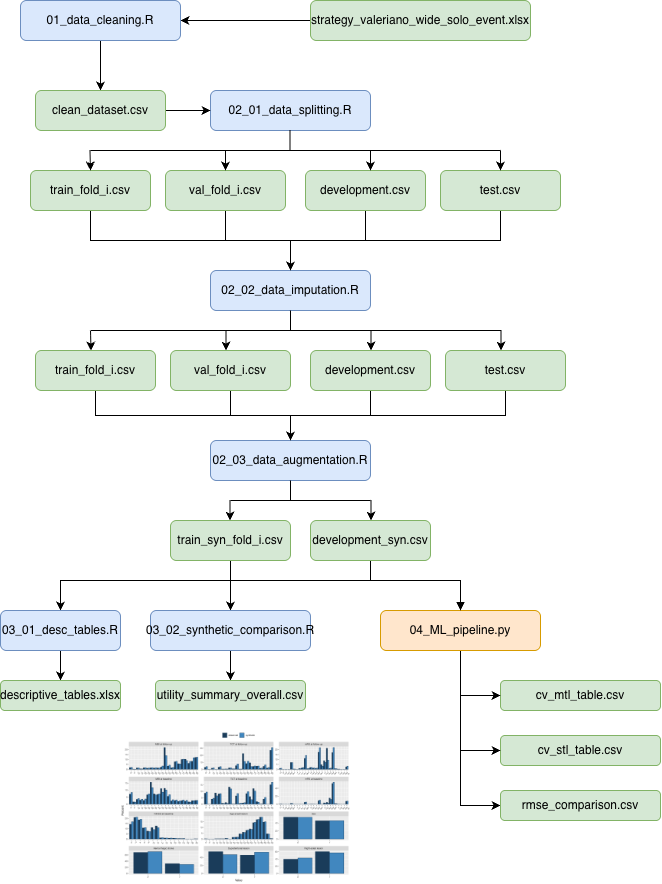 01_data_cleaning.R
strategy_valeriano_wide_solo_event.xlsx
clean_dataset.csv
02_01_data_splitting.R
train_fold_i.csv
val_fold_i.csv
development.csv
test.csv
02_02_data_imputation.R
train_fold_i.csv
val_fold_i.csv
development.csv
test.csv
02_03_data_augmentation.R
train_syn_fold_i.csv
development_syn.csv
03_01_desc_tables.R
03_02_synthetic_comparison.R
04_ML_pipeline.py
descriptive_tables.xlsx
utility_summary_overall.csv
cv_mtl_table.csv
cv_stl_table.csv
rmse_comparison.csv